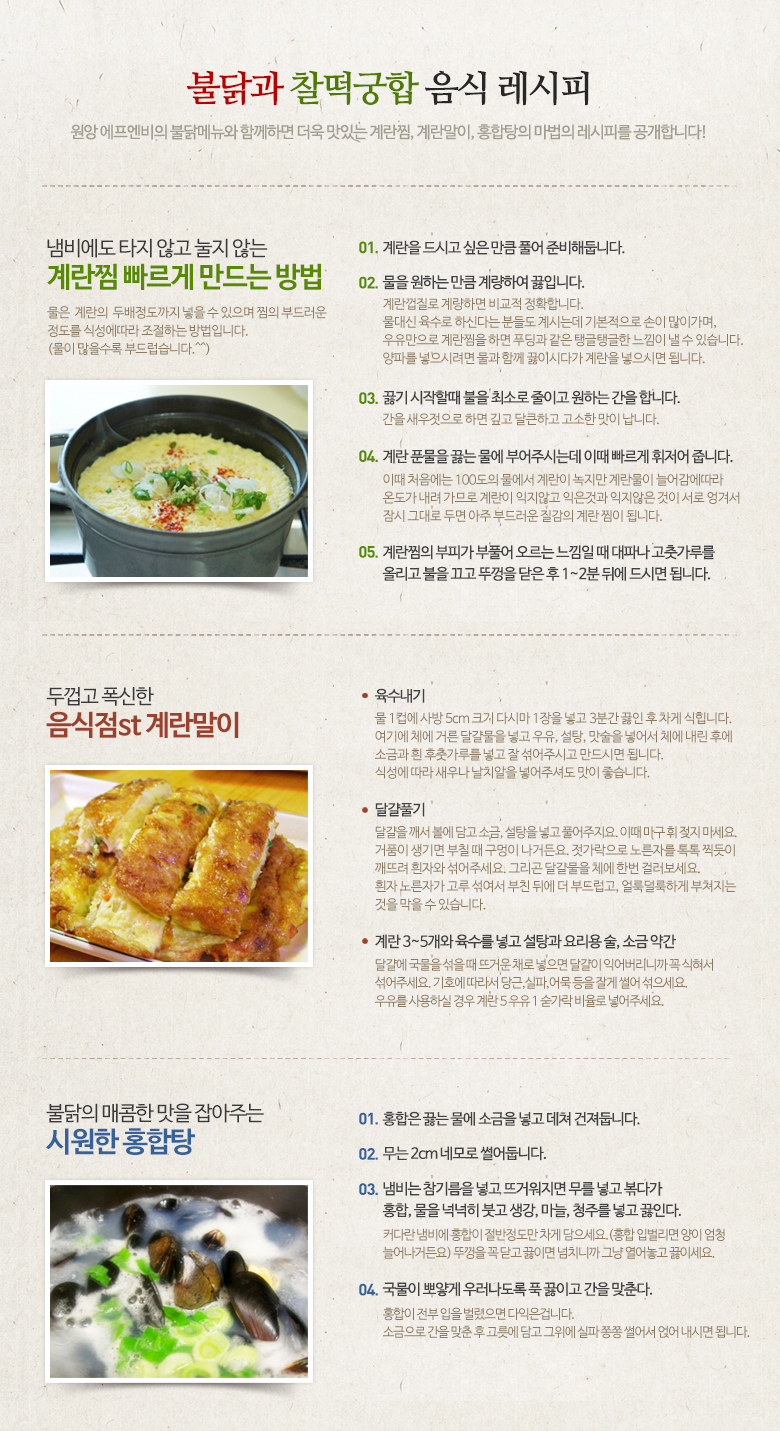 불닭과 찰떡궁합 음식 레시피
원앙 에프엔비의 불닭메뉴와 함께하면 더욱 맛있는 계란찜, 계란말이, 홍합탕의 마법의 레시피를 공개합니다!
냄비에도 타지 않고 눌지 않는
계란찜 빠르게 만드는 방법
물은 계란의 두배정도까지 넣을 수 있으며 찜의 부드러운
정도를 식성에따라 조절하는 방법입니다.
(물이 많을수록 부드럽습니다.^^)
01. 계란을 드시고 싶은 만큼 풀어 준비해둡니다.
02. 물을 원하는 만큼 계량하여 끓입니다.
계란껍질로 계량하면 비교적 정확합니다.
물대신 육수로 하신다는 분들도 계시는데 기본적으로 손이 많이가며,
우유만으로 계란찜을 하면 푸딩과 같은 탱글탱글한 느낌이 낼 수 있습니다.
양파를 넣으시려면 물과 함께 끓이시다가 계란을 넣으시면 됩니다.
03. 끓기 시작할때 불을 최소로 줄이고 원하는 간을 합니다.
간을 새우젓으로 하면 깊고 달큰하고 고소한 맛이 납니다.
04. 계란 푼물을 끓는 물에 부어주시는데 이때 빠르게 휘저어 줍니다.
이때 처음에는 100도의 물에서 계란이 녹지만 계란물이 늘어감에따라
온도가 내려 가므로 계란이 익지않고 익은것과 익지않은 것이 서로 엉겨서
잠시 그대로 두면 아주 부드러운 질감의 계란 찜이 됩니다.
05. 계란찜의 부피가 부풀어 오르는 느낌일 때 대파나 고춧가루를
올리고 불을 끄고 뚜껑을 닫은 후 1~2분 뒤에 드시면 됩니다.
두껍고 폭신한
음식점st 계란말이
• 육수내기
물 1컵에 사방 5cm 크기 다시마 1장을 넣고 3분간 끓인 후 차게 식힙니다.
여기에 체에 거른 달걀물을 넣고 우유, 설탕, 맛술을 넣어서 체에 내린 후에
소금과 흰 후춧가루를 넣고 잘 섞어주시고 만드시면 됩니다.
식성에 따라 새우나 날치알을 넣어주셔도 맛이 좋습니다.
• 달걀풀기
달걀을 깨서 볼에 담고 소금, 설탕을 넣고 풀어주지요. 이때 마구 휘 젖지 마세요.
거품이 생기면 부칠 때 구멍이 나거든요. 젓가락으로 노른자를 톡톡 찍듯이
깨뜨려 흰자와 섞어주세요. 그리곤 달걀물을 체에 한번 걸러보세요.
흰자 노른자가 고루 섞여서 부친 뒤에 더 부드럽고, 얼룩덜룩하게 부쳐지는
것을 막을 수 있습니다.
• 계란 3~5개와 육수를 넣고 설탕과 요리용 술, 소금 약간
달걀에 국물을 섞을 때 뜨거운 채로 넣으면 달걀이 익어버리니까 꼭 식혀서
섞어주세요. 기호에 따라서 당근,실파,어묵 등을 잘게 썰어 섞으세요.
우유를 사용하실 경우 계란 5 우유 1 숟가락 비율로 넣어주세요.
불닭의 매콤한 맛을 잡아주는
시원한 홍합탕
01. 홍합은 끓는 물에 소금을 넣고 데쳐 건져둡니다.
02. 무는 2cm 네모로 썰어둡니다.
03. 냄비는 참기름을 넣고 뜨거워지면 무를 넣고 볶다가
홍합, 물을 넉넉히 붓고 생강, 마늘, 청주를 넣고 끓인다.
커다란 냄비에 홍합이 절반정도만 차게 담으세요.(홍합 입벌리면 양이 엄청
늘어나거든요) 뚜껑을 꼭 닫고 끓이면 넘치니까 그냥 열어놓고 끓이세요.
04. 국물이 뽀얗게 우러나도록 푹 끓이고 간을 맞춘다.
홍합이 전부 입을 벌렸으면 다익은겁니다.
소금으로 간을 맞춘 후 그릇에 담고 그위에 실파 쫑쫑 썰어서 얹어 내시면 됩니다.